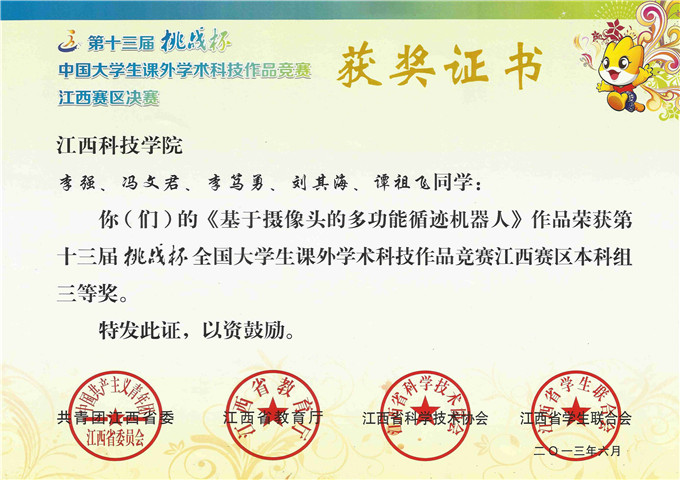 第十三届 挑战杯
中国大学生课外学术科技作品竞赛
江西赛区决赛
获奖证书
江西科技学院
李强、冯文君、李笃勇、刘其海、谭祖飞同学：
你（们）的《基于摄像头的多功能循迹机器人》作品荣获第
十三届 挑战杯 全国大学生课外学术科技作品竞赛江西赛区本科组
三等奖。
特发此证，以资鼓励。
中国共产主义青年团
江西省委员会
江西省教育厅
江西省科学技术协会
江西省学生联合会
共青团江西省委
江西省教育厅
江西省科学技术协会
江西省学生联合会
二〇一三年六月